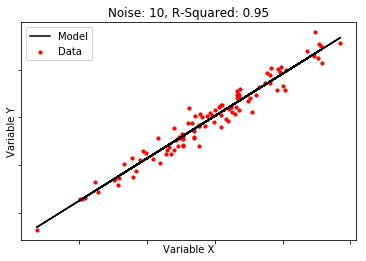 Noise: 10, R-Squared: 0.95
Model
Data
Variable Y
Variable X